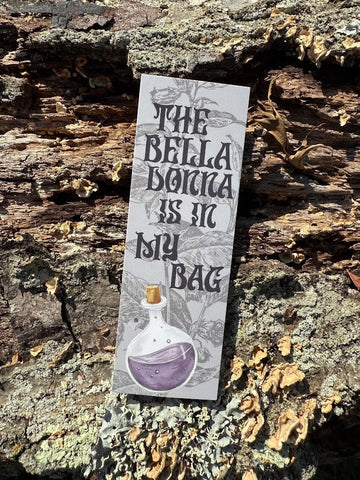 THE
BELLA
DONNA
IS IN
MY
BAG